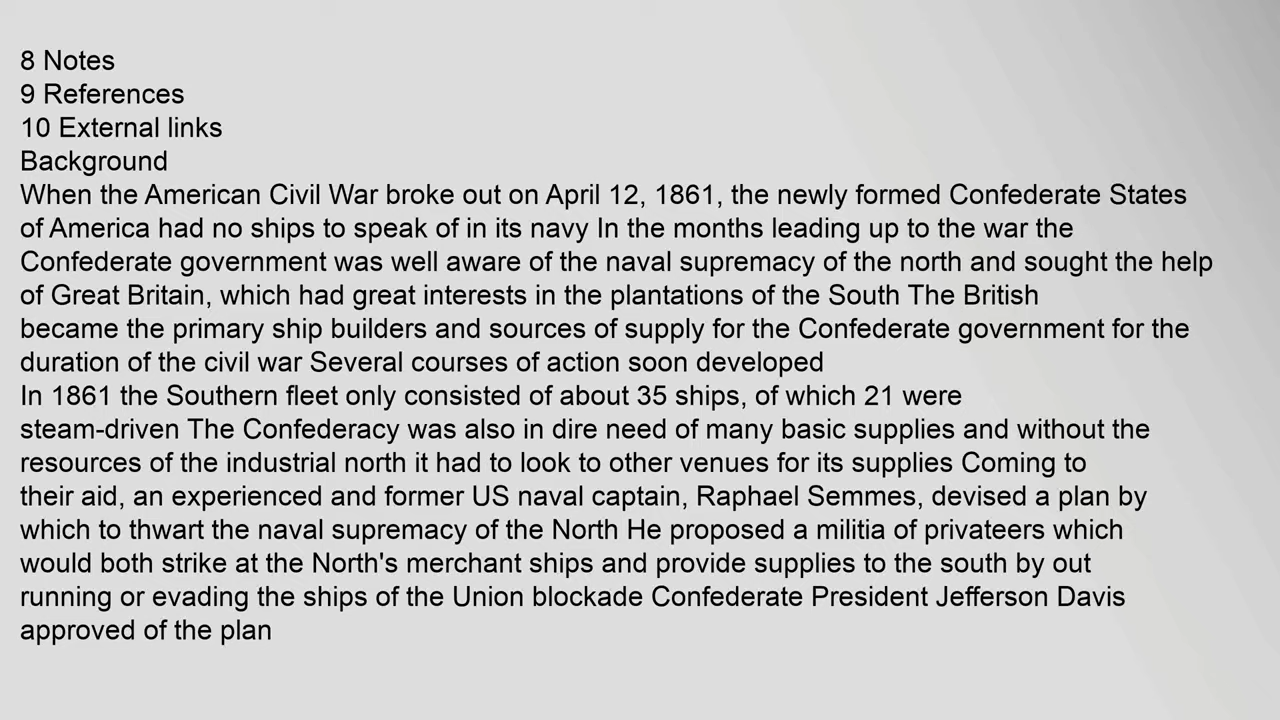 8 Notes
9 References
10 External links
Background
When the American Civil War broke out on April 12, 1861, the newly formed Confederate States
of America had no ships to speak of in its navy In the months leading up to the war the
Confederate government was well aware of the naval supremacy of the north and sought the help
of Great Britain, which had great interests in the plantations of the South The British
became the primary ship builders and sources of supply for the Confederate government for the
duration of the civil war Several courses of action soon developed
In 1861 the Southern fleet only consisted of about 35 ships, of which 21 were
steam-driven The Confederacy was also in dire need of many basic supplies and without the
resources of the industrial north it had to look to other venues for its supplies Coming to
their aid, an experienced and former US naval captain, Raphael Semmes, devised a plan by
which to thwart the naval supremacy of the North He proposed a militia of privateers which
would both strike at the North's merchant ships and provide supplies to the south by out
running or evading the ships of the Union blockade Confederate President Jefferson Davis
approved of the plan